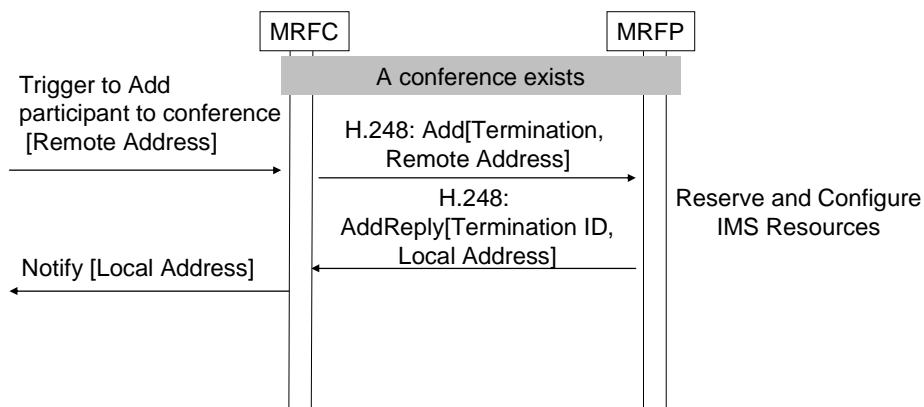 MRFC
MRFP
A conference exists
Trigger to Add
participant to conference
[Remote Address]
H.248: Add[Termination,
Remote Address]
H.248:
AddReply[Termination ID,
Local Address]
Reserve and Configure
IMS Resources
Notify [Local Address]